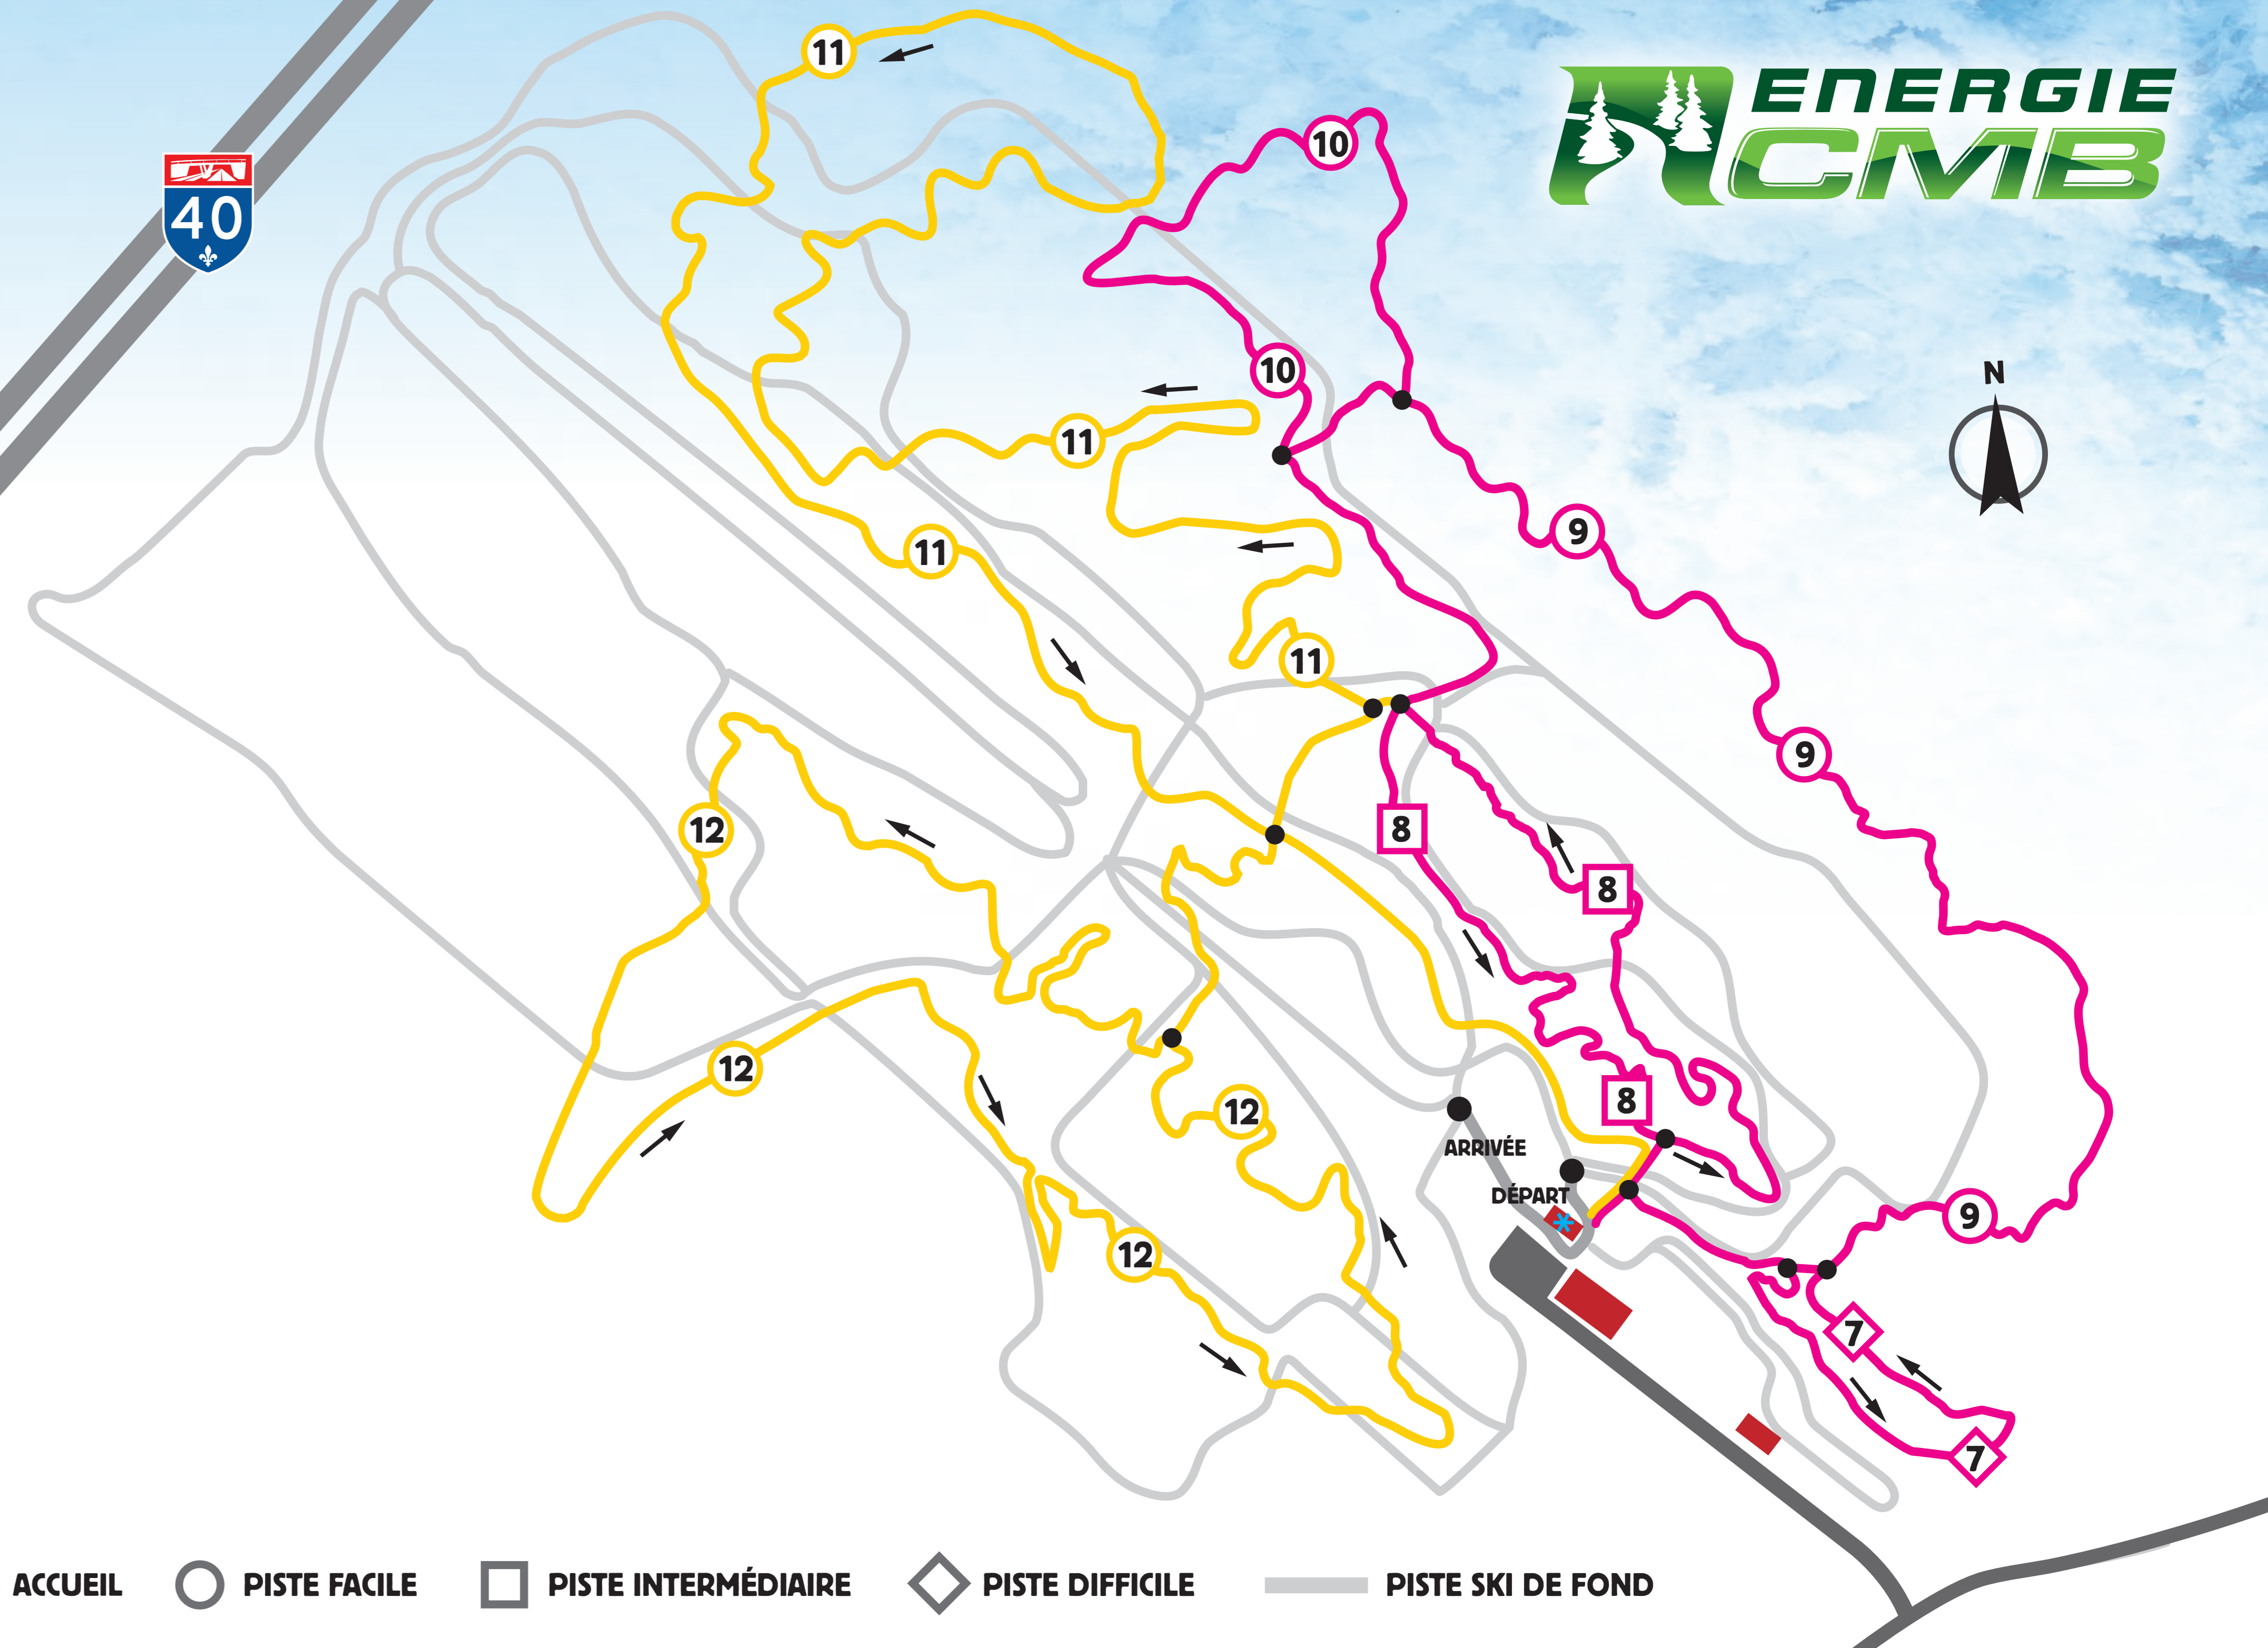 11
10
ENERGIE
CMB
40
N
10
11
9
11
11
9
12
8
8
12
8
12
ARRIVÉE
DÉPART
9
12
7
7
ACCUEIL
PISTE FACILE
PISTE INTERMÉDIAIRE
PISTE DIFFICILE
PISTE SKI DE FOND